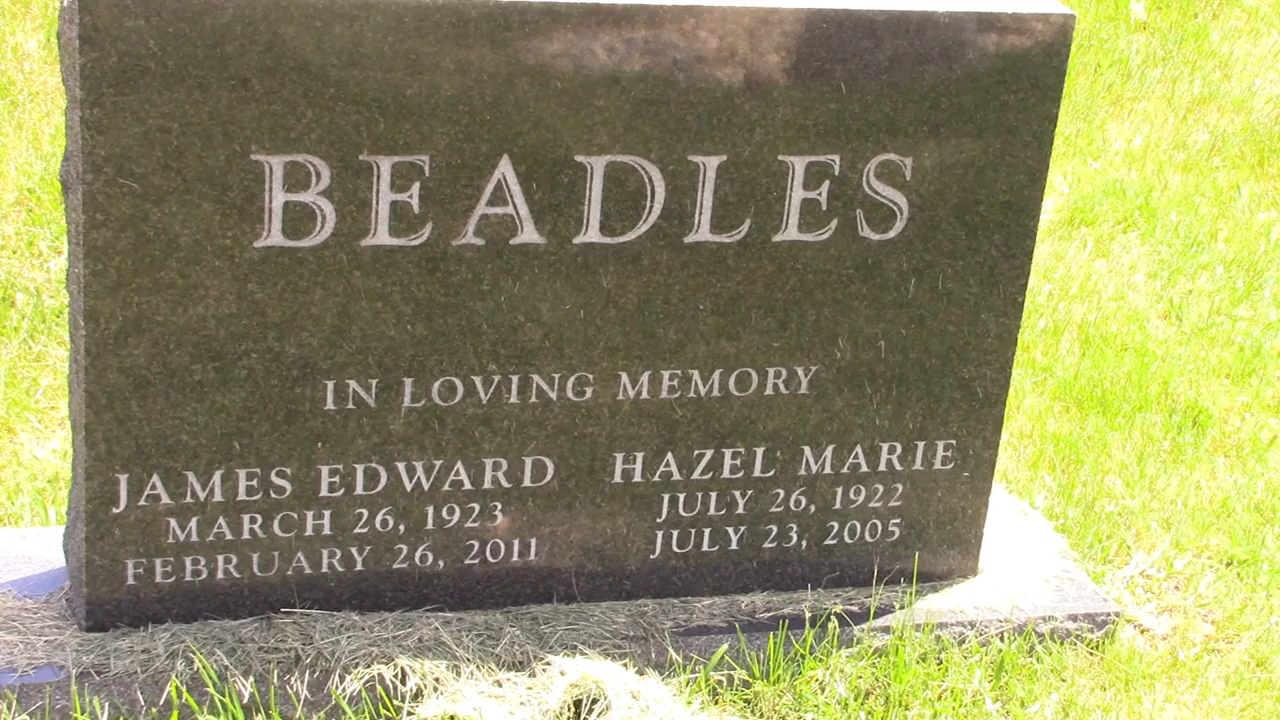 BEADLES
IN LOVING MEMORY
JAMES EDWARD
MARCH 26, 1923
FEBRUARY 26, 2011
HAZEL MARIE
JULY 26, 1922
JULY 23, 2005